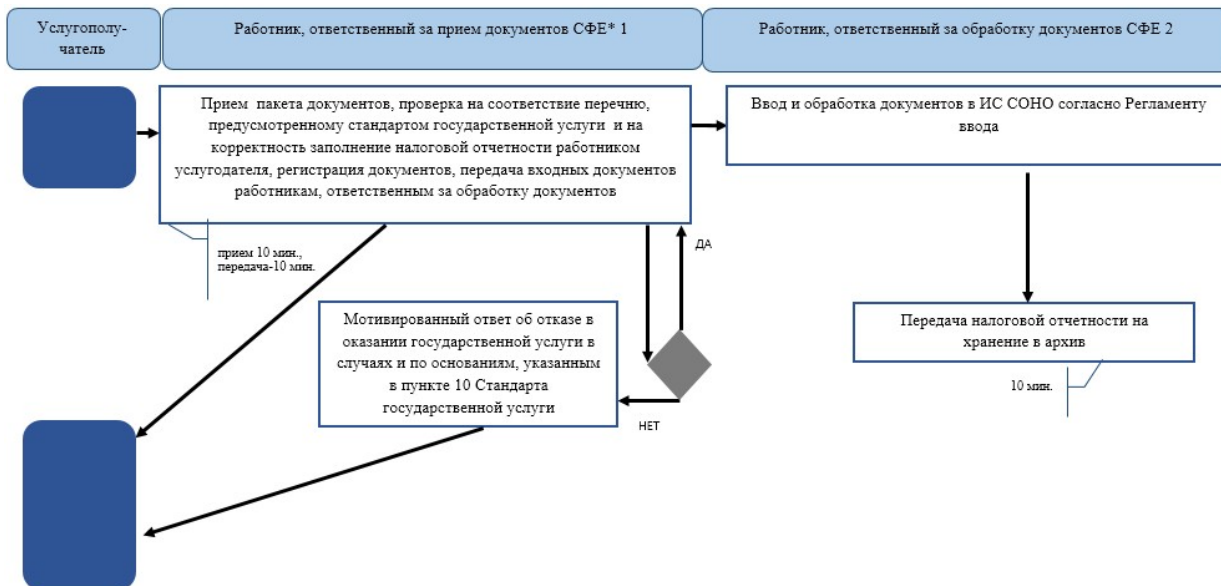 Услугополу-
чатель
Работник, ответственный за прием документов СФЕ* 1
Работник, ответственный за обработку документов СФЕ 2
Прием пакета документов, проверка на соответствие перечню,
предусмотренному стандартом государственной услуги и на
корректность заполнение налоговой отчетности работником
услугодателя, регистрация документов, передача входных документов
работникам, ответственным за обработку документов
Ввод и обработка документов в ИС СОНО согласно Регламенту
ввода
прием 10 мин.,
передача-10 мин.
ДА
Мотивированный ответ об отказе в
оказании государственной услуги в
случаях и по основаниям, указанным
в пункте 10 Стандарта
государственной услуги
НЕТ
Передача налоговой отчетности на
хранение в архив
10 мин.